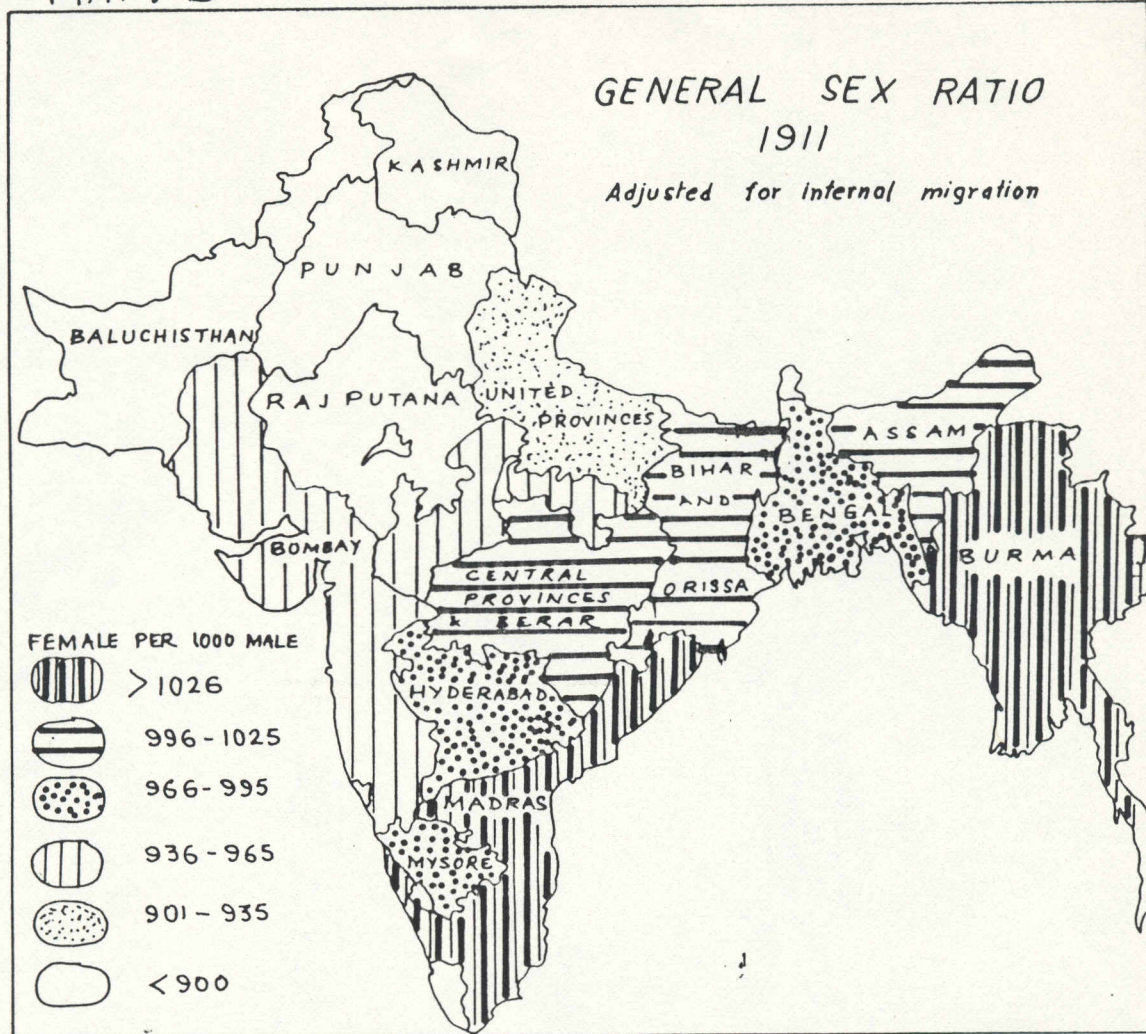 GENERAL SEX RATIO
1911
Adjusted for internal migration
KASHMIR
PUNJAB
BALUCHISTHAN
RAJPUTANA
UNITED
PROVINCES
ASSAM
BIHAR
AND
BENGAL
BURMA
BOMBAY
CENTRAL
PROVINCES
& BERAR
ORISSA
HYDERABAD
MADRAS
MYSORE
FEMALE PER 1000 MALE
>1026
996-1025
966-995
936-965
901-935
<900